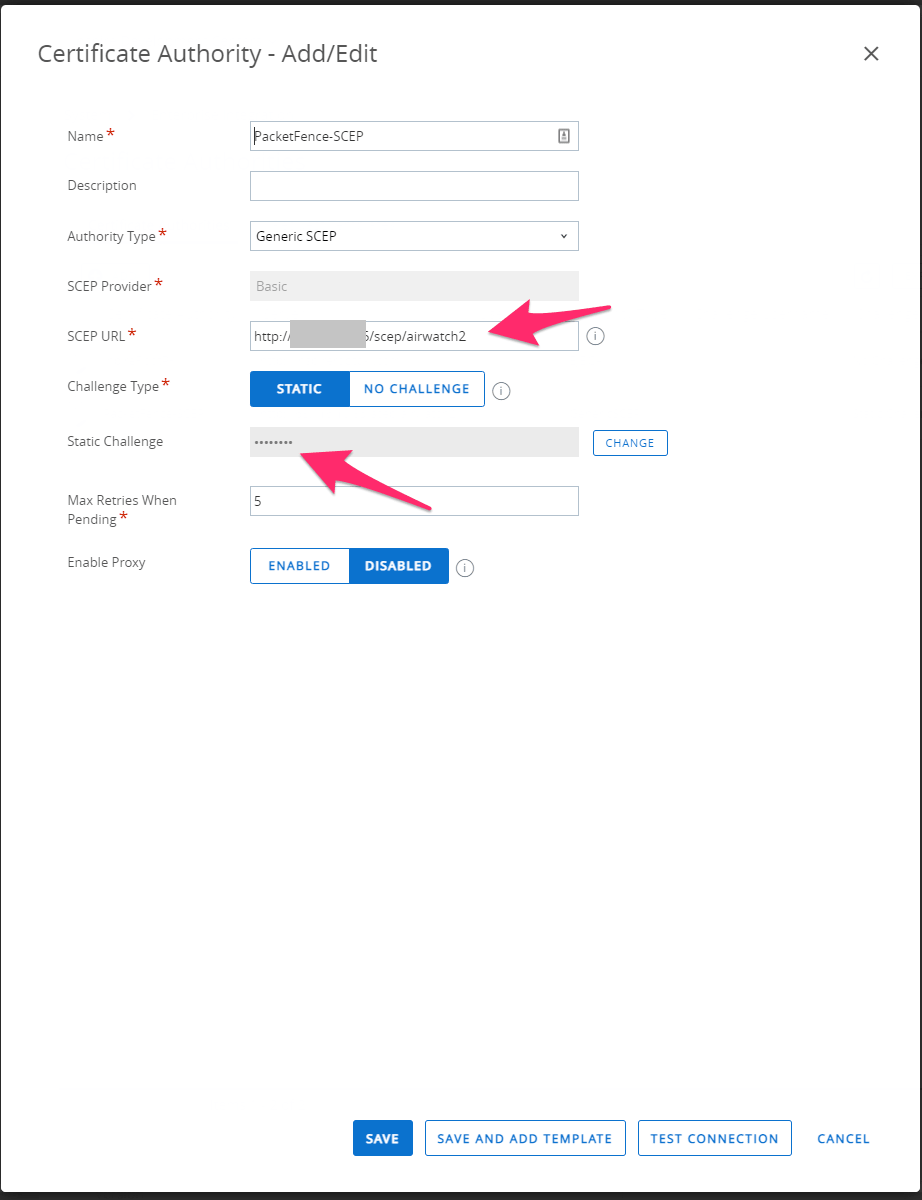 Certificate Authority - Add/Edit
Name *
PacketFence-SCEP
Description
Authority Type *
Generic SCEP
SCEP Provider *
Basic
SCEP URL *
http:/ 5/scep/airwatch2
Challenge Type *
STATIC NO CHALLENGE
Static Challenge
••••••••
CHANGE
Max Retries When
Pending *
5
Enable Proxy
ENABLED DISABLED
SAVE SAVE AND ADD TEMPLATE TEST CONNECTION CANCEL